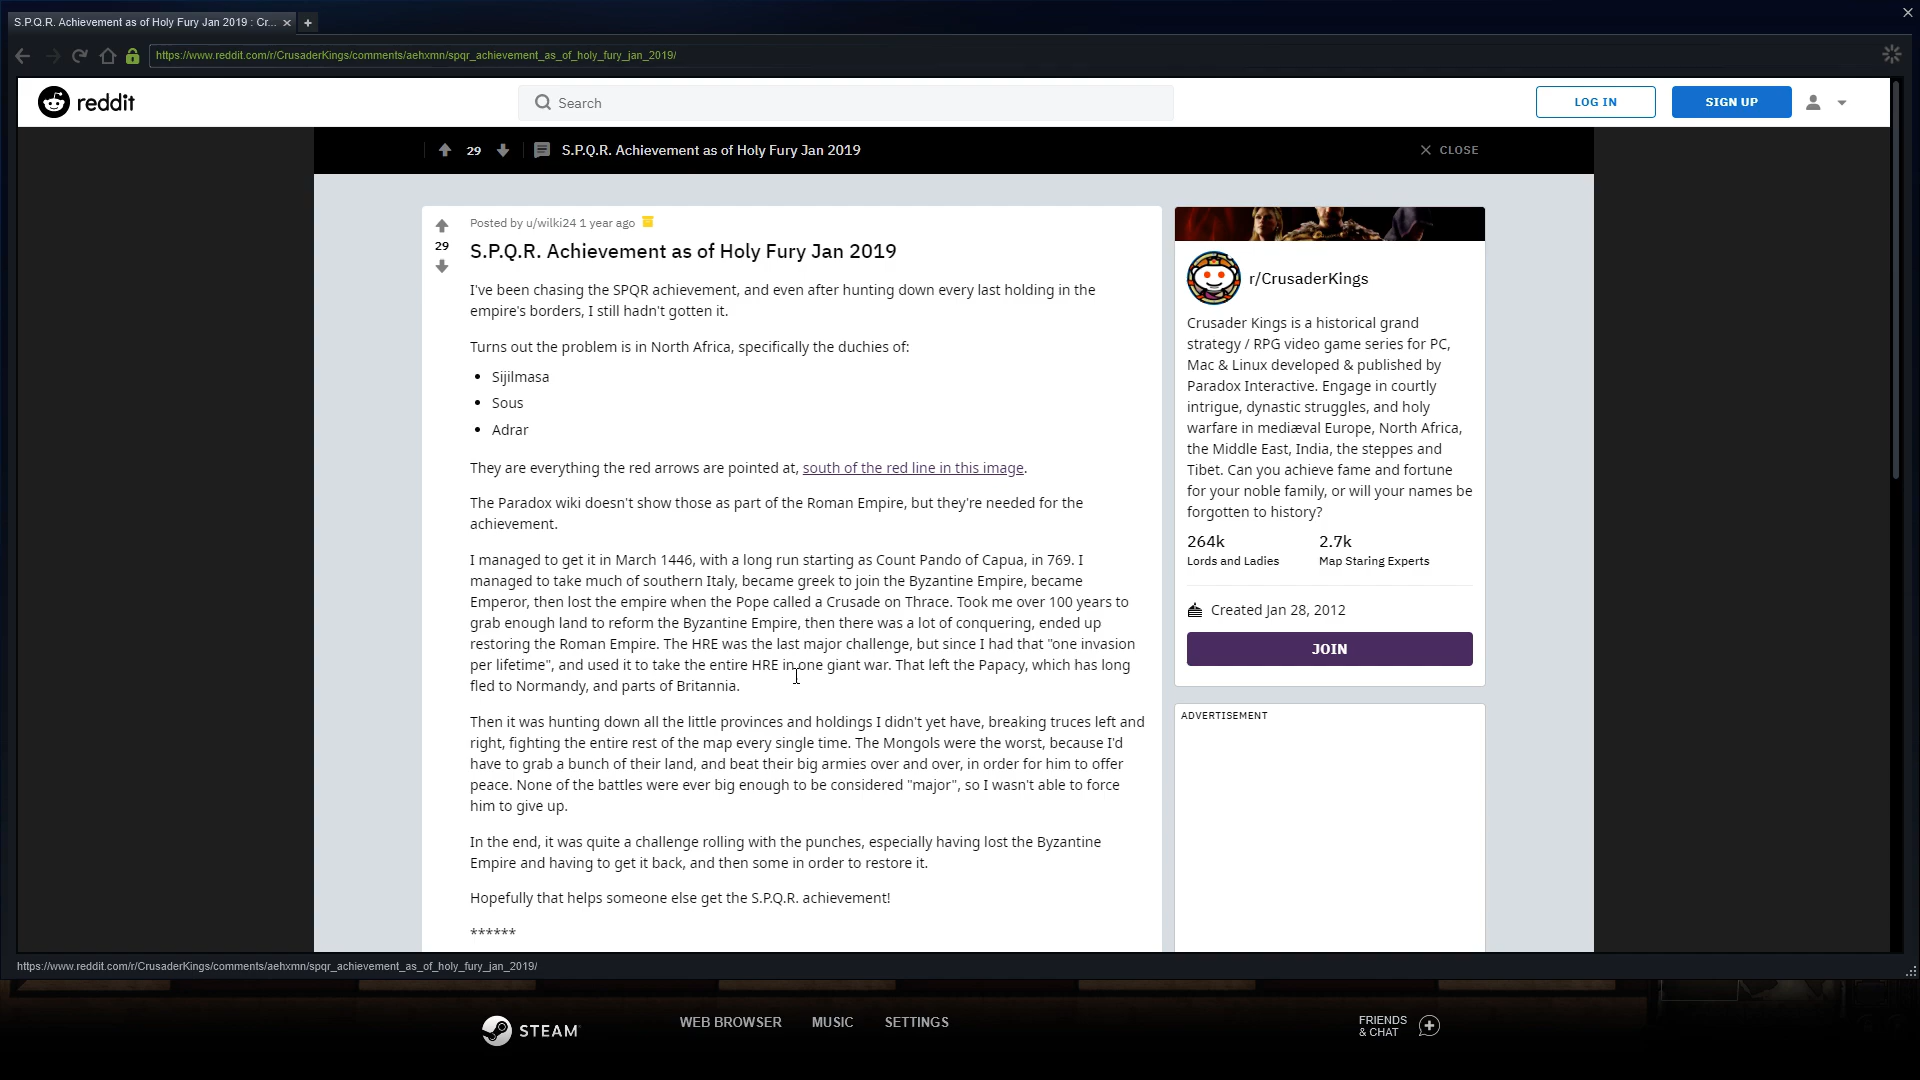 S.P.Q.R. Achievement as of Holy Fury Jan 2019 : Cr...
https://www.reddit.com/r/CrusaderKings/comments/aehxmn/spqr_achievement_as_of_holy_fury_jan_2019/
reddit
Search
LOG IN
SIGN UP
29
S.P.Q.R. Achievement as of Holy Fury Jan 2019
CLOSE
Posted by u/wilki24 1 year ago
29
S.P.Q.R. Achievement as of Holy Fury Jan 2019
I've been chasing the SPQR achievement, and even after hunting down every last holding in the
empire's borders, I still hadn't gotten it.
Turns out the problem is in North Africa, specifically the duchies of:
• Sijilmasa
• Sous
• Adrar
They are everything the red arrows are pointed at, south of the red line in this image.
The Paradox wiki doesn't show those as part of the Roman Empire, but they're needed for the
achievement.
I managed to get it in March 1446, with a long run starting as Count Pando of Capua, in 769. I
managed to take much of southern Italy, became greek to join the Byzantine Empire, became
Emperor, then lost the empire when the Pope called a Crusade on Thrace. Took me over 100 years to
grab enough land to reform the Byzantine Empire, then there was a lot of conquering, ended up
restoring the Roman Empire. The HRE was the last major challenge, but since I had that "one invasion
per lifetime", and used it to take the entire HRE in one giant war. That left the Papacy, which has long
fled to Normandy, and parts of Britannia.
Then it was hunting down all the little provinces and holdings I didn't yet have, breaking truces left and
right, fighting the entire rest of the map every single time. The Mongols were the worst, because I'd
have to grab a bunch of their land, and beat their big armies over and over, in order for him to offer
peace. None of the battles were ever big enough to be considered "major", so I wasn't able to force
him to give up.
In the end, it was quite a challenge rolling with the punches, especially having lost the Byzantine
Empire and having to get it back, and then some in order to restore it.
Hopefully that helps someone else get the S.P.Q.R. achievement!
******
r/CrusaderKings
Crusader Kings is a historical grand
strategy / RPG video game series for PC,
Mac & Linux developed & published by
Paradox Interactive. Engage in courtly
intrigue, dynastic struggles, and holy
warfare in mediæval Europe, North Africa,
the Middle East, India, the steppes and
Tibet. Can you achieve fame and fortune
for your noble family, or will your names be
forgotten to history?
264k
Lords and Ladies
2.7k
Map Staring Experts
Created Jan 28, 2012
JOIN
ADVERTISEMENT
https://www.reddit.com/r/CrusaderKings/comments/aehxmn/spqr_achievement_as_of_holy_fury_jan_2019/
STEAM
WEB BROWSER
MUSIC
SETTINGS
FRIENDS
& CHAT